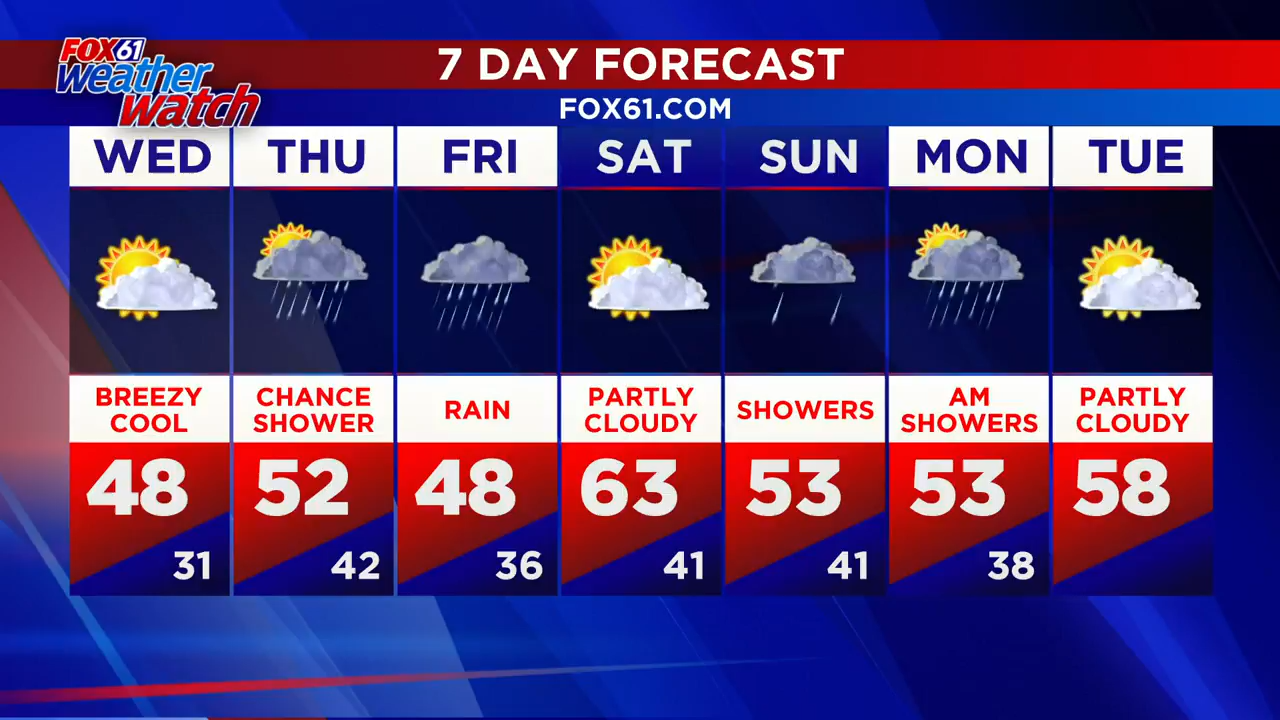 FOX61
Weather
Watch
7 DAY FORECAST
FOX61.COM
WED THU FRI SAT SUN MON TUE
BREEZY COOL
CHANCE SHOWER
RAIN
PARTLY CLOUDY
SHOWERS
AM SHOWERS
PARTLY CLOUDY
48 52 48 63 53 53 58
31 42 36 41 41 38